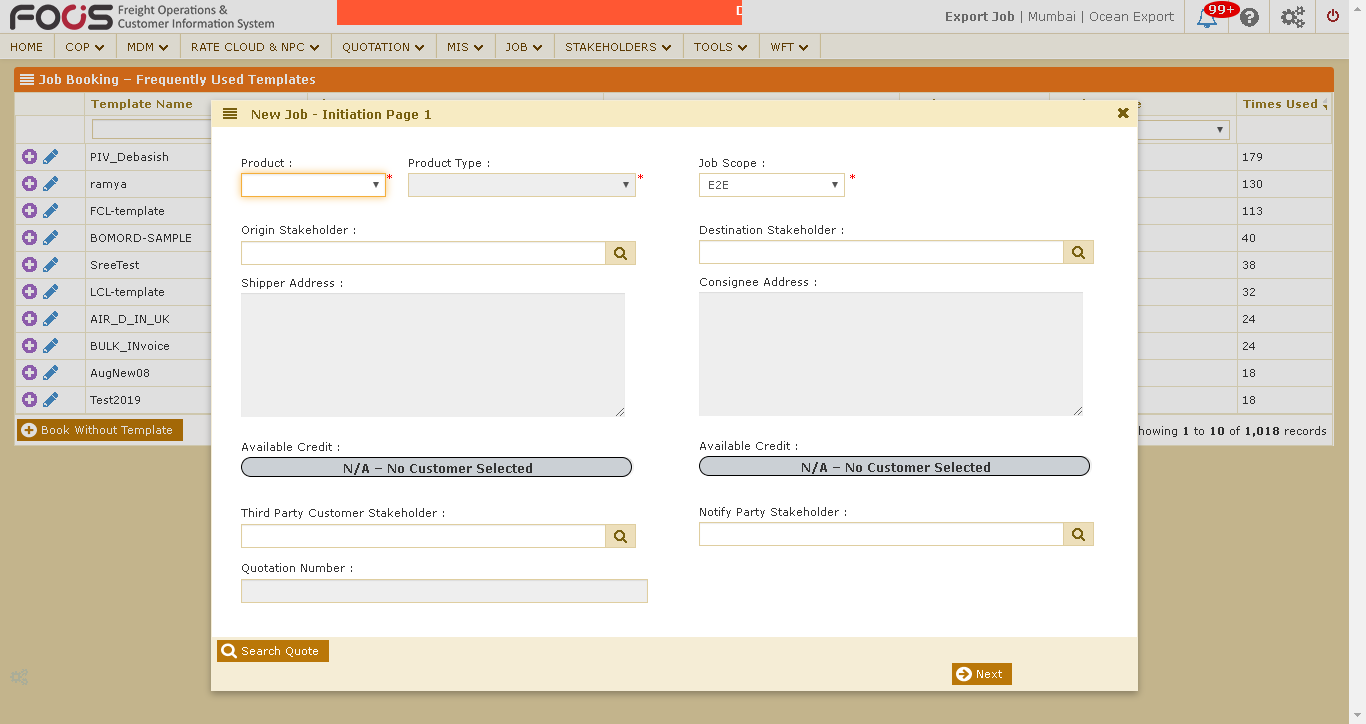 FOCUS Freight Operations &
Customer Information System
Export Job | Mumbai | Ocean Export
99+
HOME COP MDM RATE CLOUD & NPC QUOTATION MIS JOB STAKEHOLDERS TOOLS WFT
Job Booking – Frequently Used Templates
Template Name
Times Used
PIV_Debasish 179
ramya 130
FCL-template 113
BOMORD-SAMPLE 40
SreeTest 38
LCL-template 32
AIR_D_IN_UK 24
BULK_INvoice 24
AugNew08 18
Test2019 18
Book Without Template
howing 1 to 10 of 1,018 records
New Job - Initiation Page 1
Product : Product Type : Job Scope :
* * E2E *
Origin Stakeholder : Destination Stakeholder :
Shipper Address : Consignee Address :
Available Credit : Available Credit :
N/A – No Customer Selected N/A – No Customer Selected
Third Party Customer Stakeholder : Notify Party Stakeholder :
Quotation Number :
Search Quote
Next